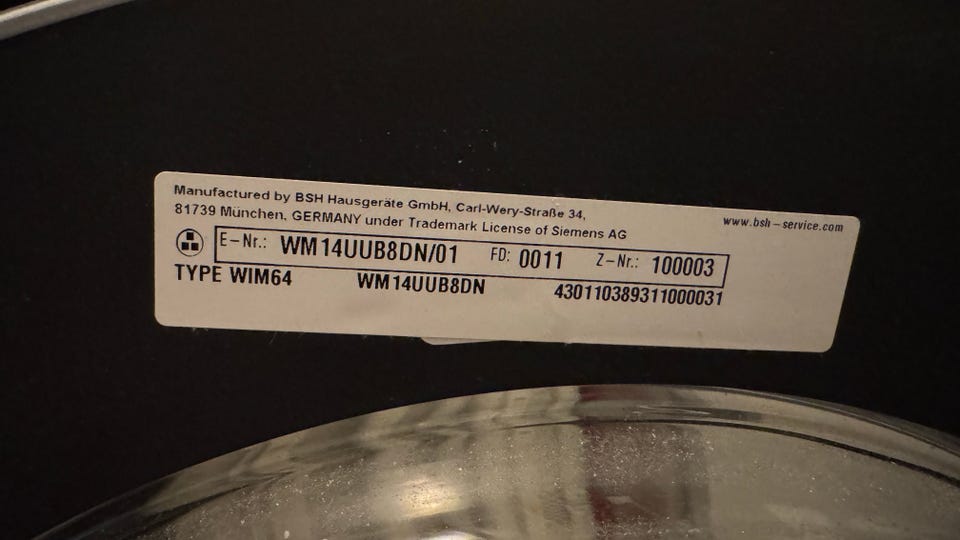 Manufactured by BSH Hausgeräte GmbH, Carl-Wery-Straße 34,
81739 München, GERMANY under Trademark License of Siemens AG
www.bsh-service.com
E-Nr.: WM14UUB8DN/01 FD: 0011 Z-Nr.: 100003
TYPE WIM64 WM14UUB8DN 430110389311000031